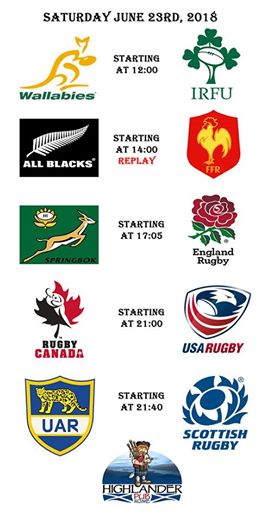 SATURDAY JUNE 23RD, 2018
STARTING
AT 12:00
Wallabies
IRFU
STARTING
AT 14:00
REPLAY
ALL BLACKS
FFR
STARTING
AT 17:05
SPRINGBOK
England
Rugby
STARTING
AT 21:00
RUGBY
CANADA
USA RUGBY
STARTING
AT 21:40
UAR
SCOTTISH
RUGBY
HIGHLANDER
PUB